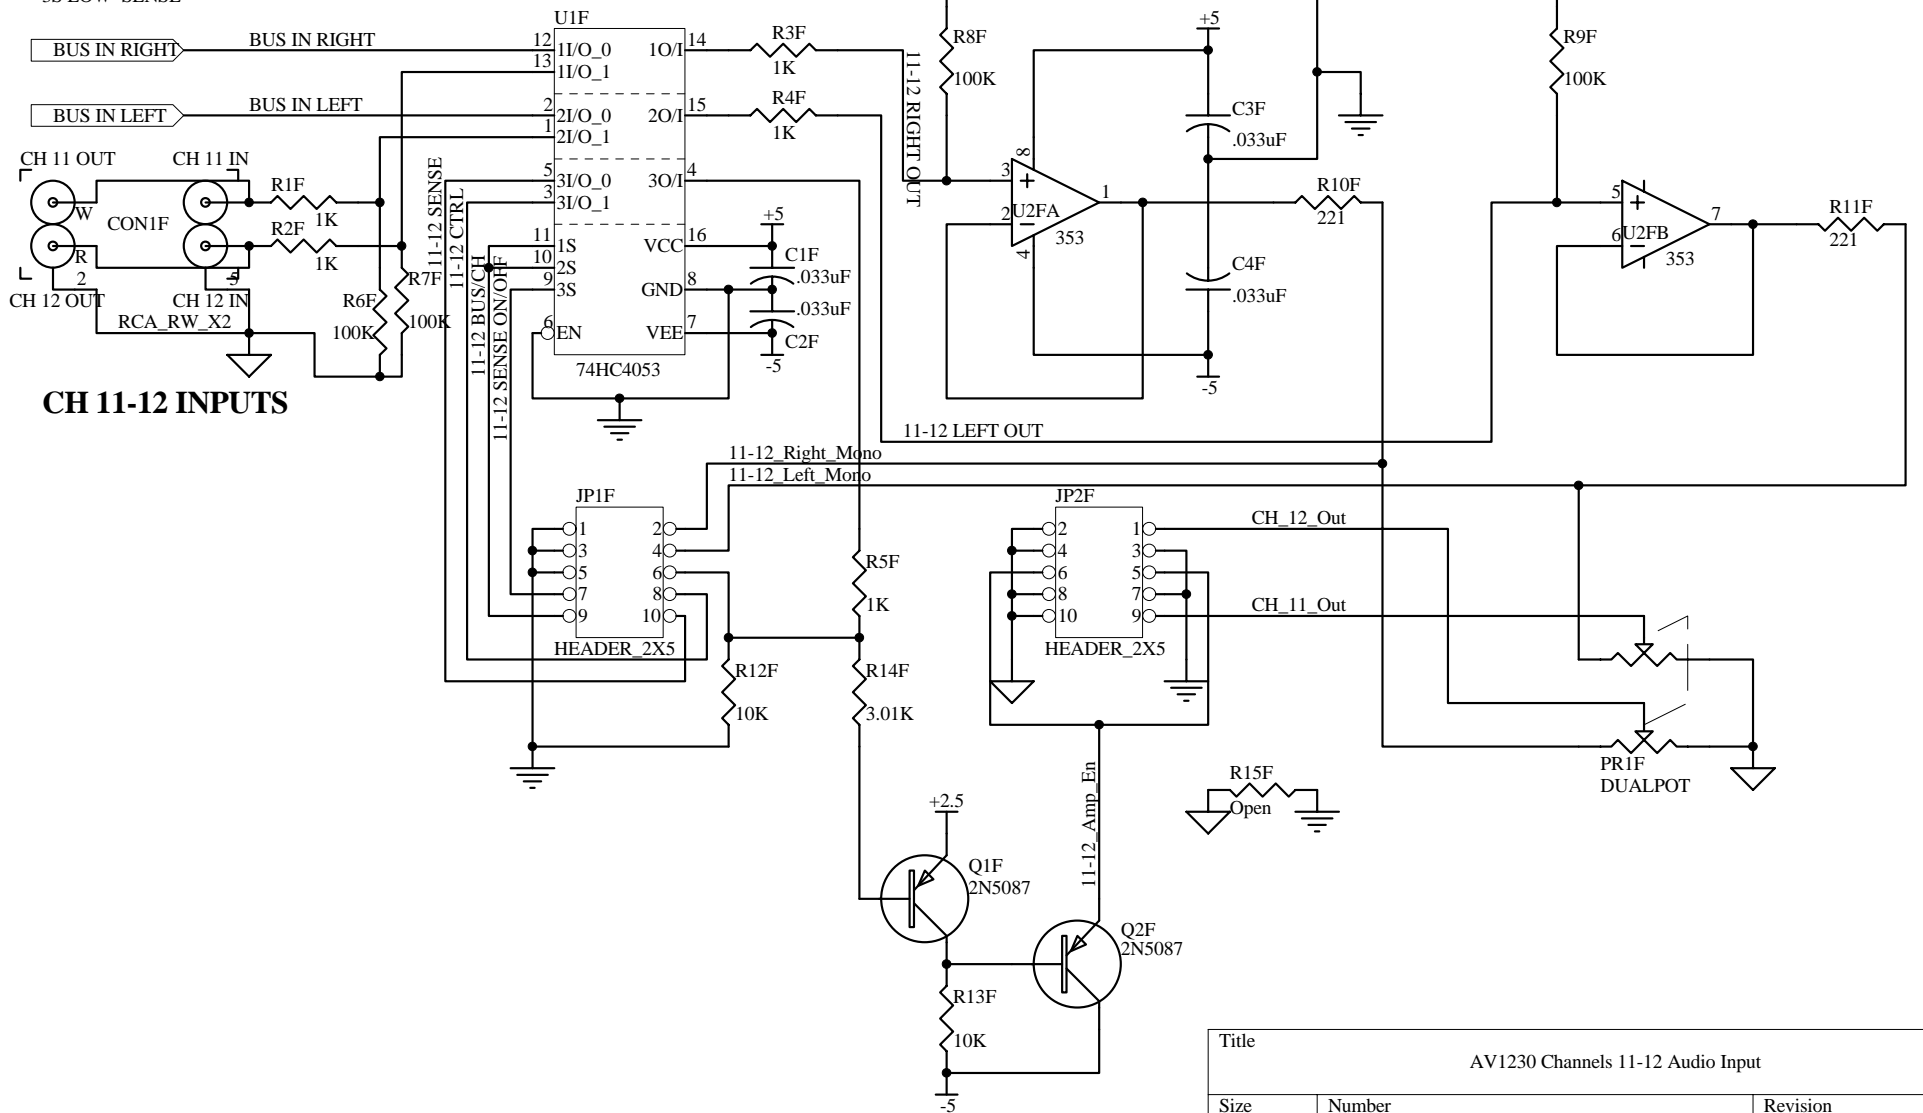 U1F
BUS IN RIGHT
BUS IN RIGHT
12 1I/O_0 1O/I 14
13 1I/O_1
R3F
1K
BUS IN LEFT
BUS IN LEFT
2 2I/O_0 2O/I 15
1 2I/O_1
R4F
1K
5 3I/O_0 3O/I 4
3 3I/O_1
11 1S VCC 16
10 2S
9 3S GND 8
6 EN VEE 7
74HC4053
CH 11 OUT
CH 11 IN
W
CON1F
R
2
5
CH 12 OUT
CH 12 IN
RCA_RW_X2
R1F
1K
R2F
1K
R6F
100K
R7F
100K
CH 11-12 INPUTS
11-12 SENSE
11-12 CTRL
11-12 BUS/CH
11-12 SENSE ON/OFF
+5
C1F
.033uF
.033uF
C2F
-5
11-12 RIGHT OUT
R8F
100K
+5
C3F
.033uF
C4F
.033uF
-5
3
2
8
4
1
U2FA
353
R10F
221
R9F
100K
5
6
7
U2FB
353
R11F
221
11-12 LEFT OUT
11-12_Right_Mono
11-12_Left_Mono
JP1F
1 2
3 4
5 6
7 8
9 10
HEADER_2X5
R5F
1K
R12F
10K
R14F
3.01K
JP2F
2 1
4 3
6 5
8 7
10 9
HEADER_2X5
CH_12_Out
CH_11_Out
PR1F
DUALPOT
R15F
Open
11-12_Amp_En
+2.5
Q1F
2N5087
Q2F
2N5087
R13F
10K
-5
Title
AV1230 Channels 11-12 Audio Input
Size Number Revision